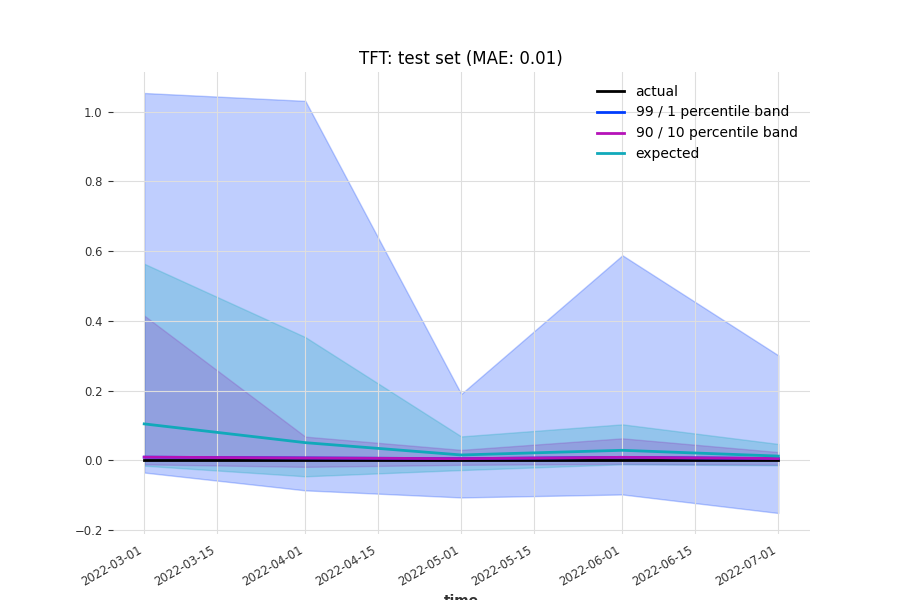 TFT: test set (MAE: 0.01)
actual
99 / 1 percentile band
90 / 10 percentile band
expected
1.0
0.8
0.6
0.4
0.2
0.0
−0.2
2022-03-01
2022-03-15
2022-04-01
2022-04-15
2022-05-01
2022-05-15
2022-06-01
2022-06-15
2022-07-01
time